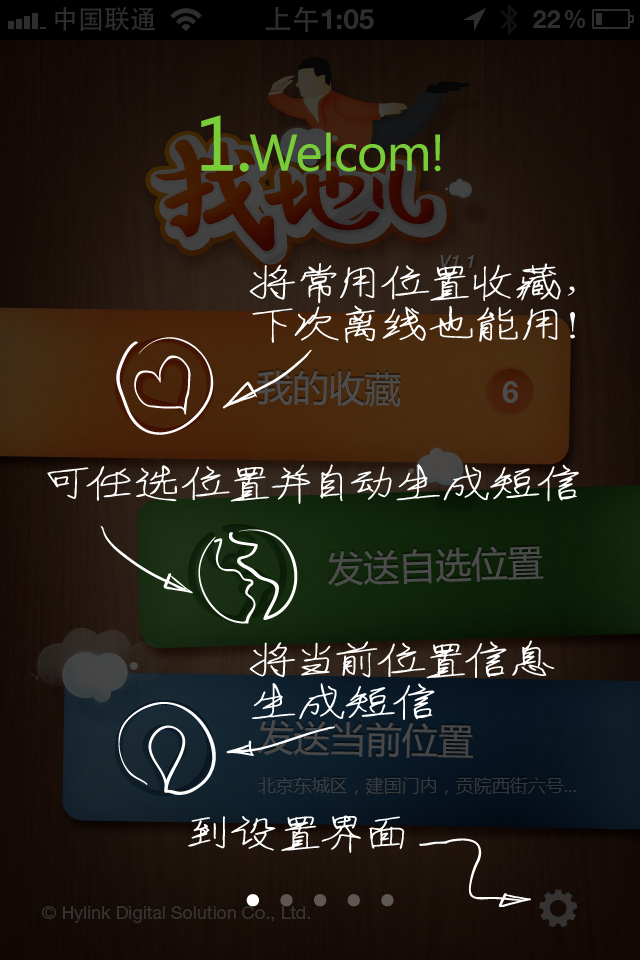 中国联通 上午1:05 22%
1.Welcom!
找地儿
V1.1
将常用位置收藏，
下次离线也能用！
我的收藏 6
可任选位置并自动生成短信
发送自选位置
将当前位置信息
生成短信
发送当前位置
北京东城区，建国门内，贡院西街六号...
到设置界面
© Hylink Digital Solution Co., Ltd.